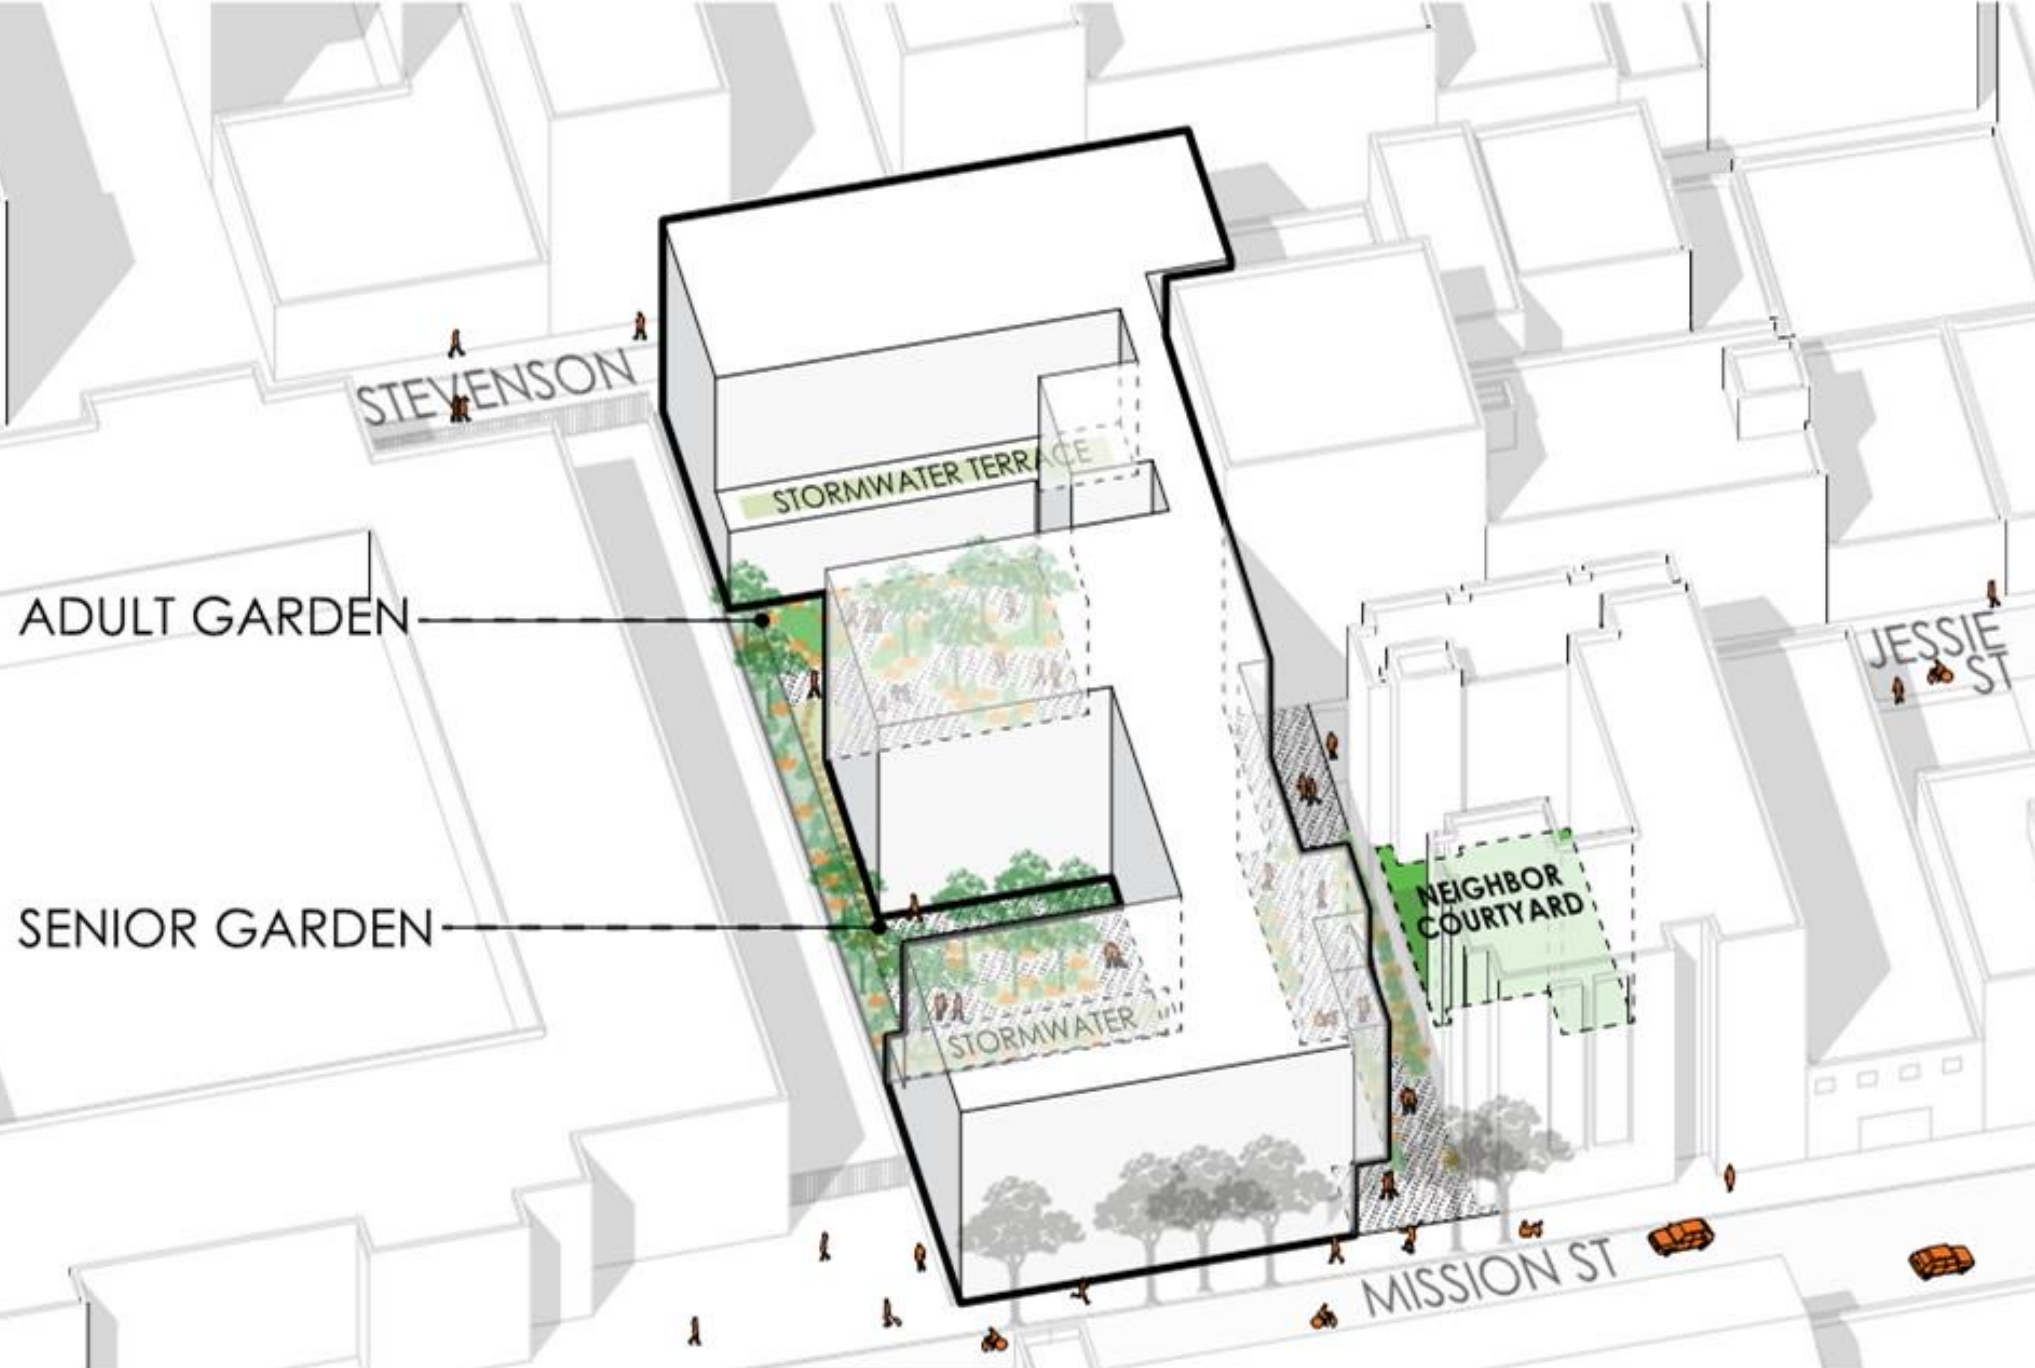 STEVENSON
STORMWATER TERRACE
ADULT GARDEN
JESSIE
ST
NEIGHBOR
COURTYARD
SENIOR GARDEN
STORMWATER
MISSION ST